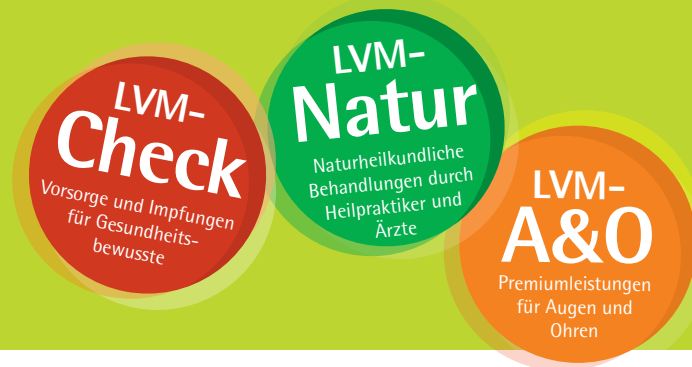 LVM-
Check
Vorsorge und Impfungen
für Gesundheits-
bewusste
LVM-
Natur
Naturheilkundliche
Behandlungen durch
Heilpraktiker und
Ärzte
LVM-
A&O
Premiumleistungen
für Augen und
Ohren